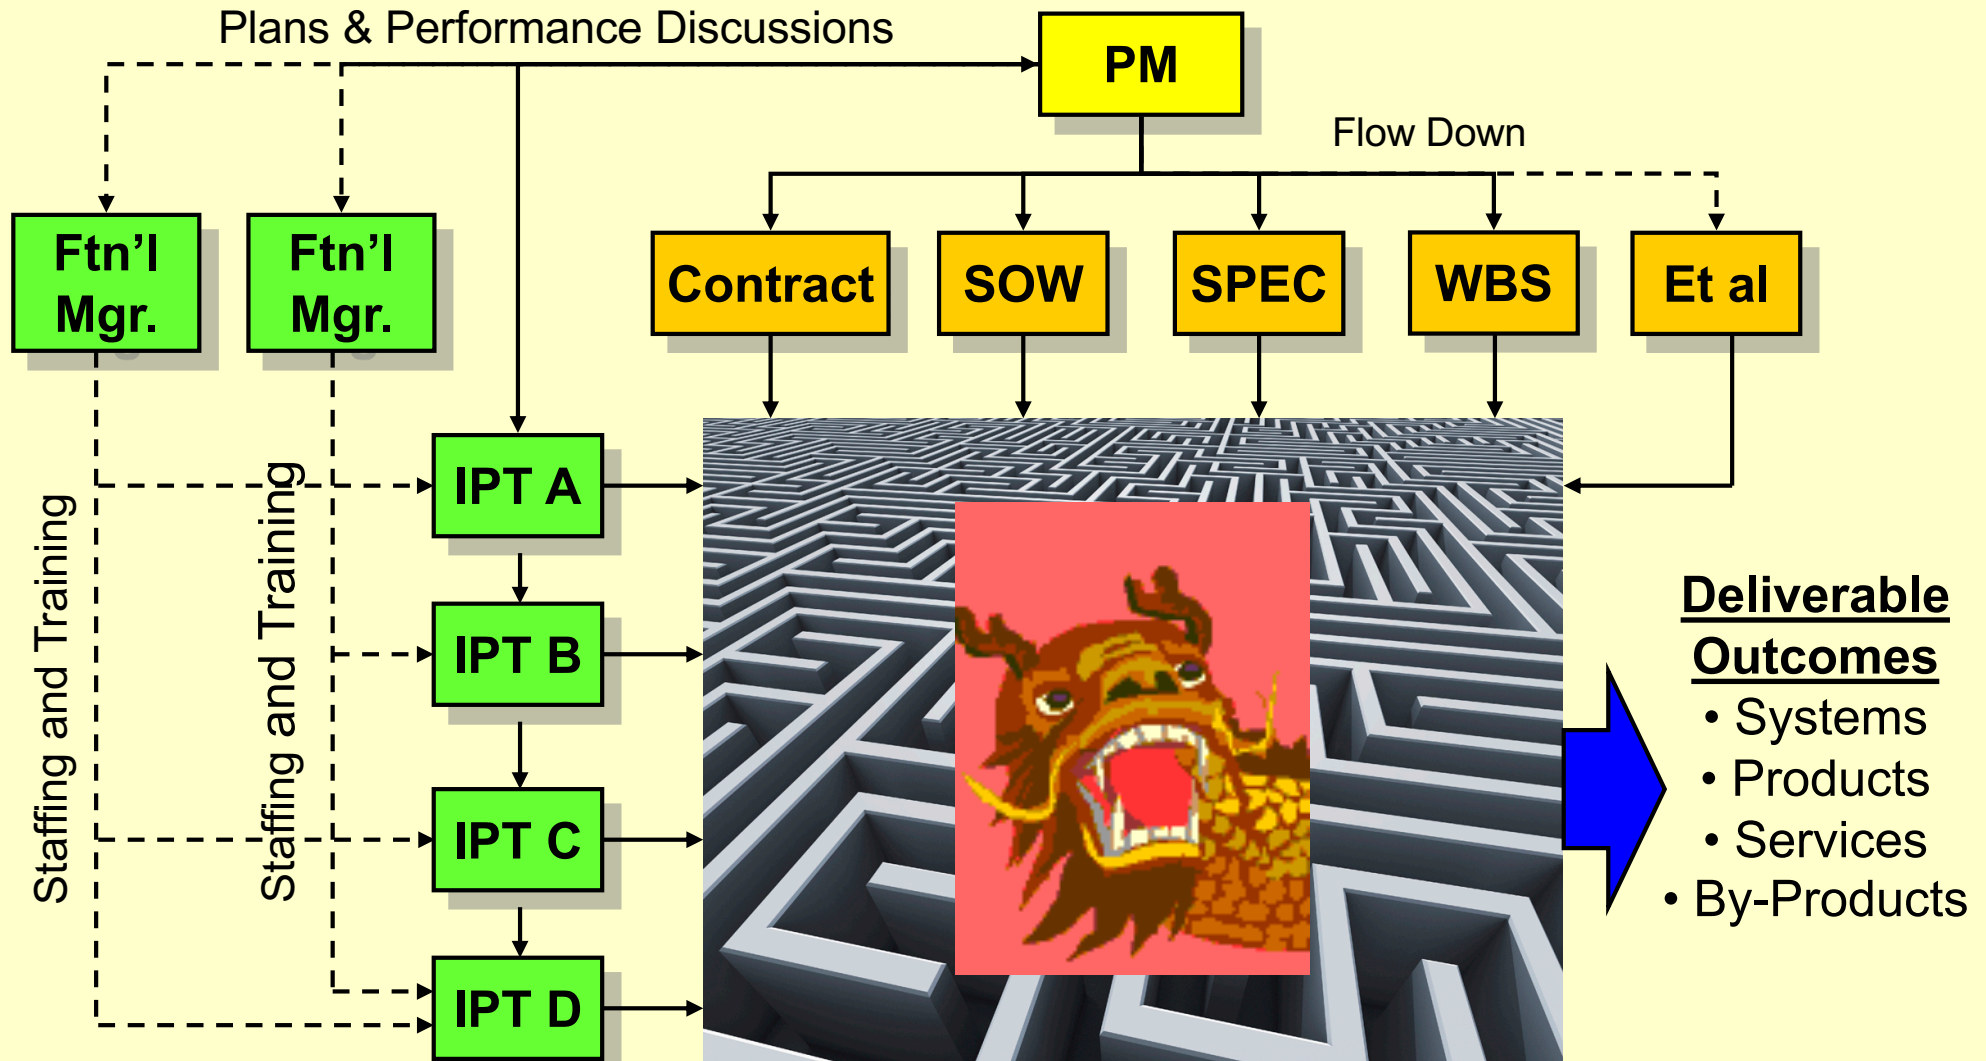 Plans & Performance Discussions
PM
Flow Down
Ftn'l
Mgr.
Ftn'l
Mgr.
Contract
SOW
SPEC
WBS
Et al
Staffing and Training
Staffing and Training
IPT A
IPT B
IPT C
IPT D
Deliverable
Outcomes
• Systems
• Products
• Services
• By-Products